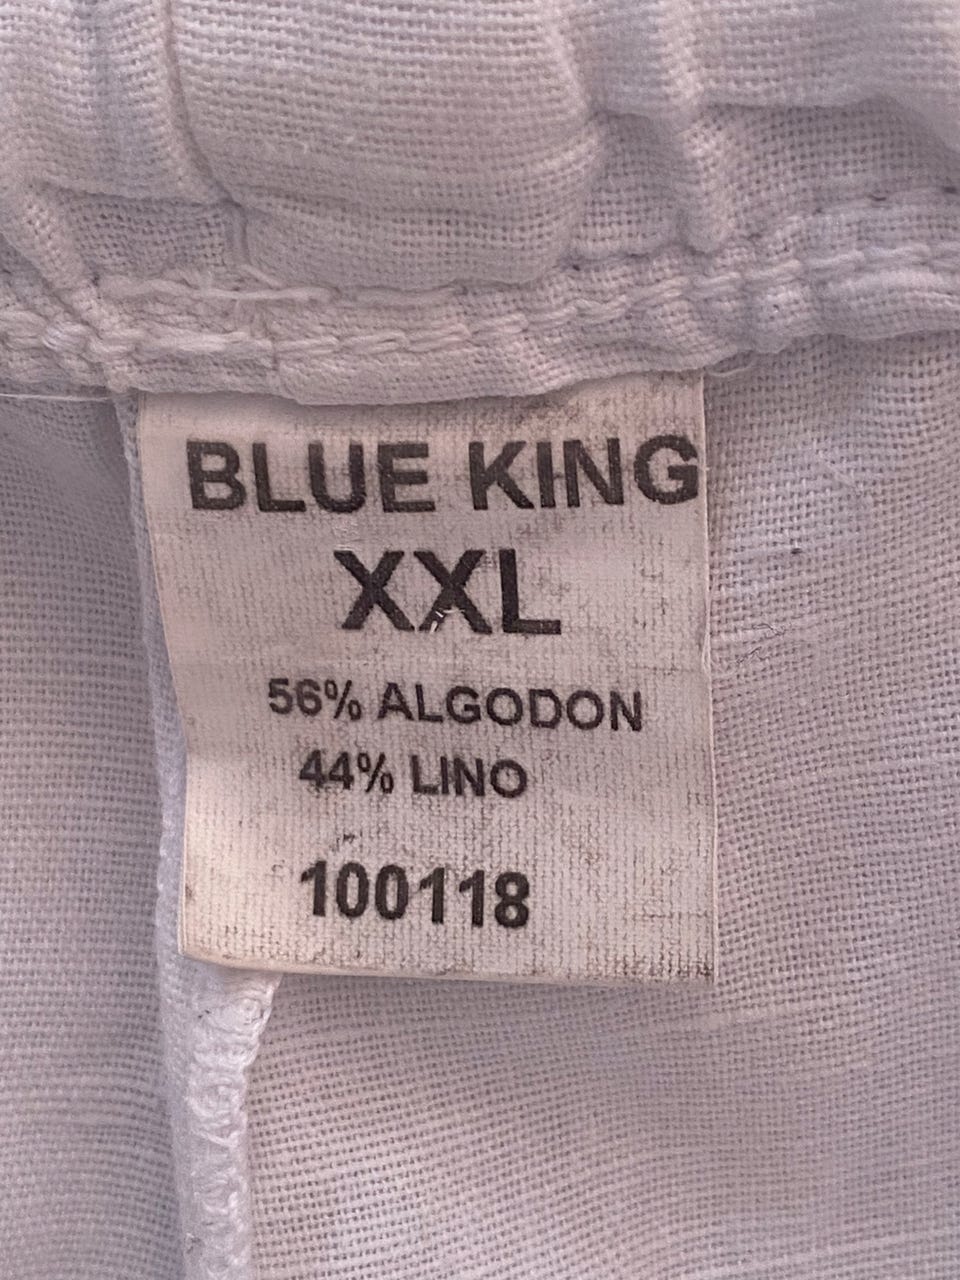 BLUE KING
XXL
56% ALGODON
44% LINO
100118